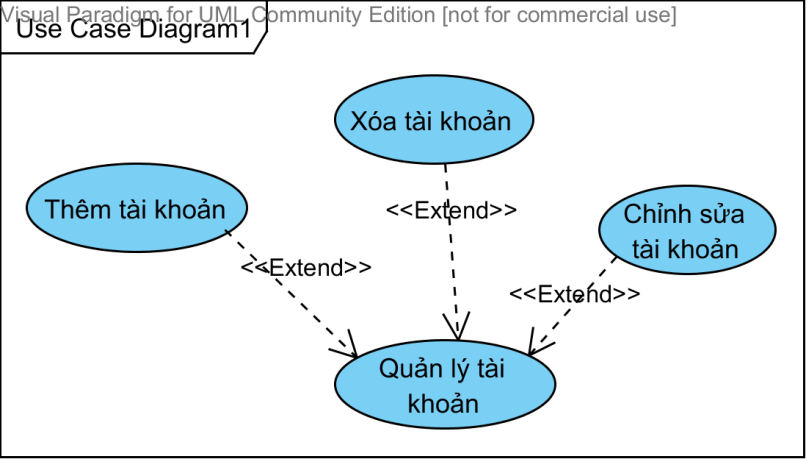 Visual Paradigm for UML Community Edition [not for commercial use]
Use Case Diagram1
Xóa tài khoản
Thêm tài khoản
<<Extend>>
Chỉnh sửa
tài khoản
<<Extend>>
<<Extend>>
Quản lý tài
khoản